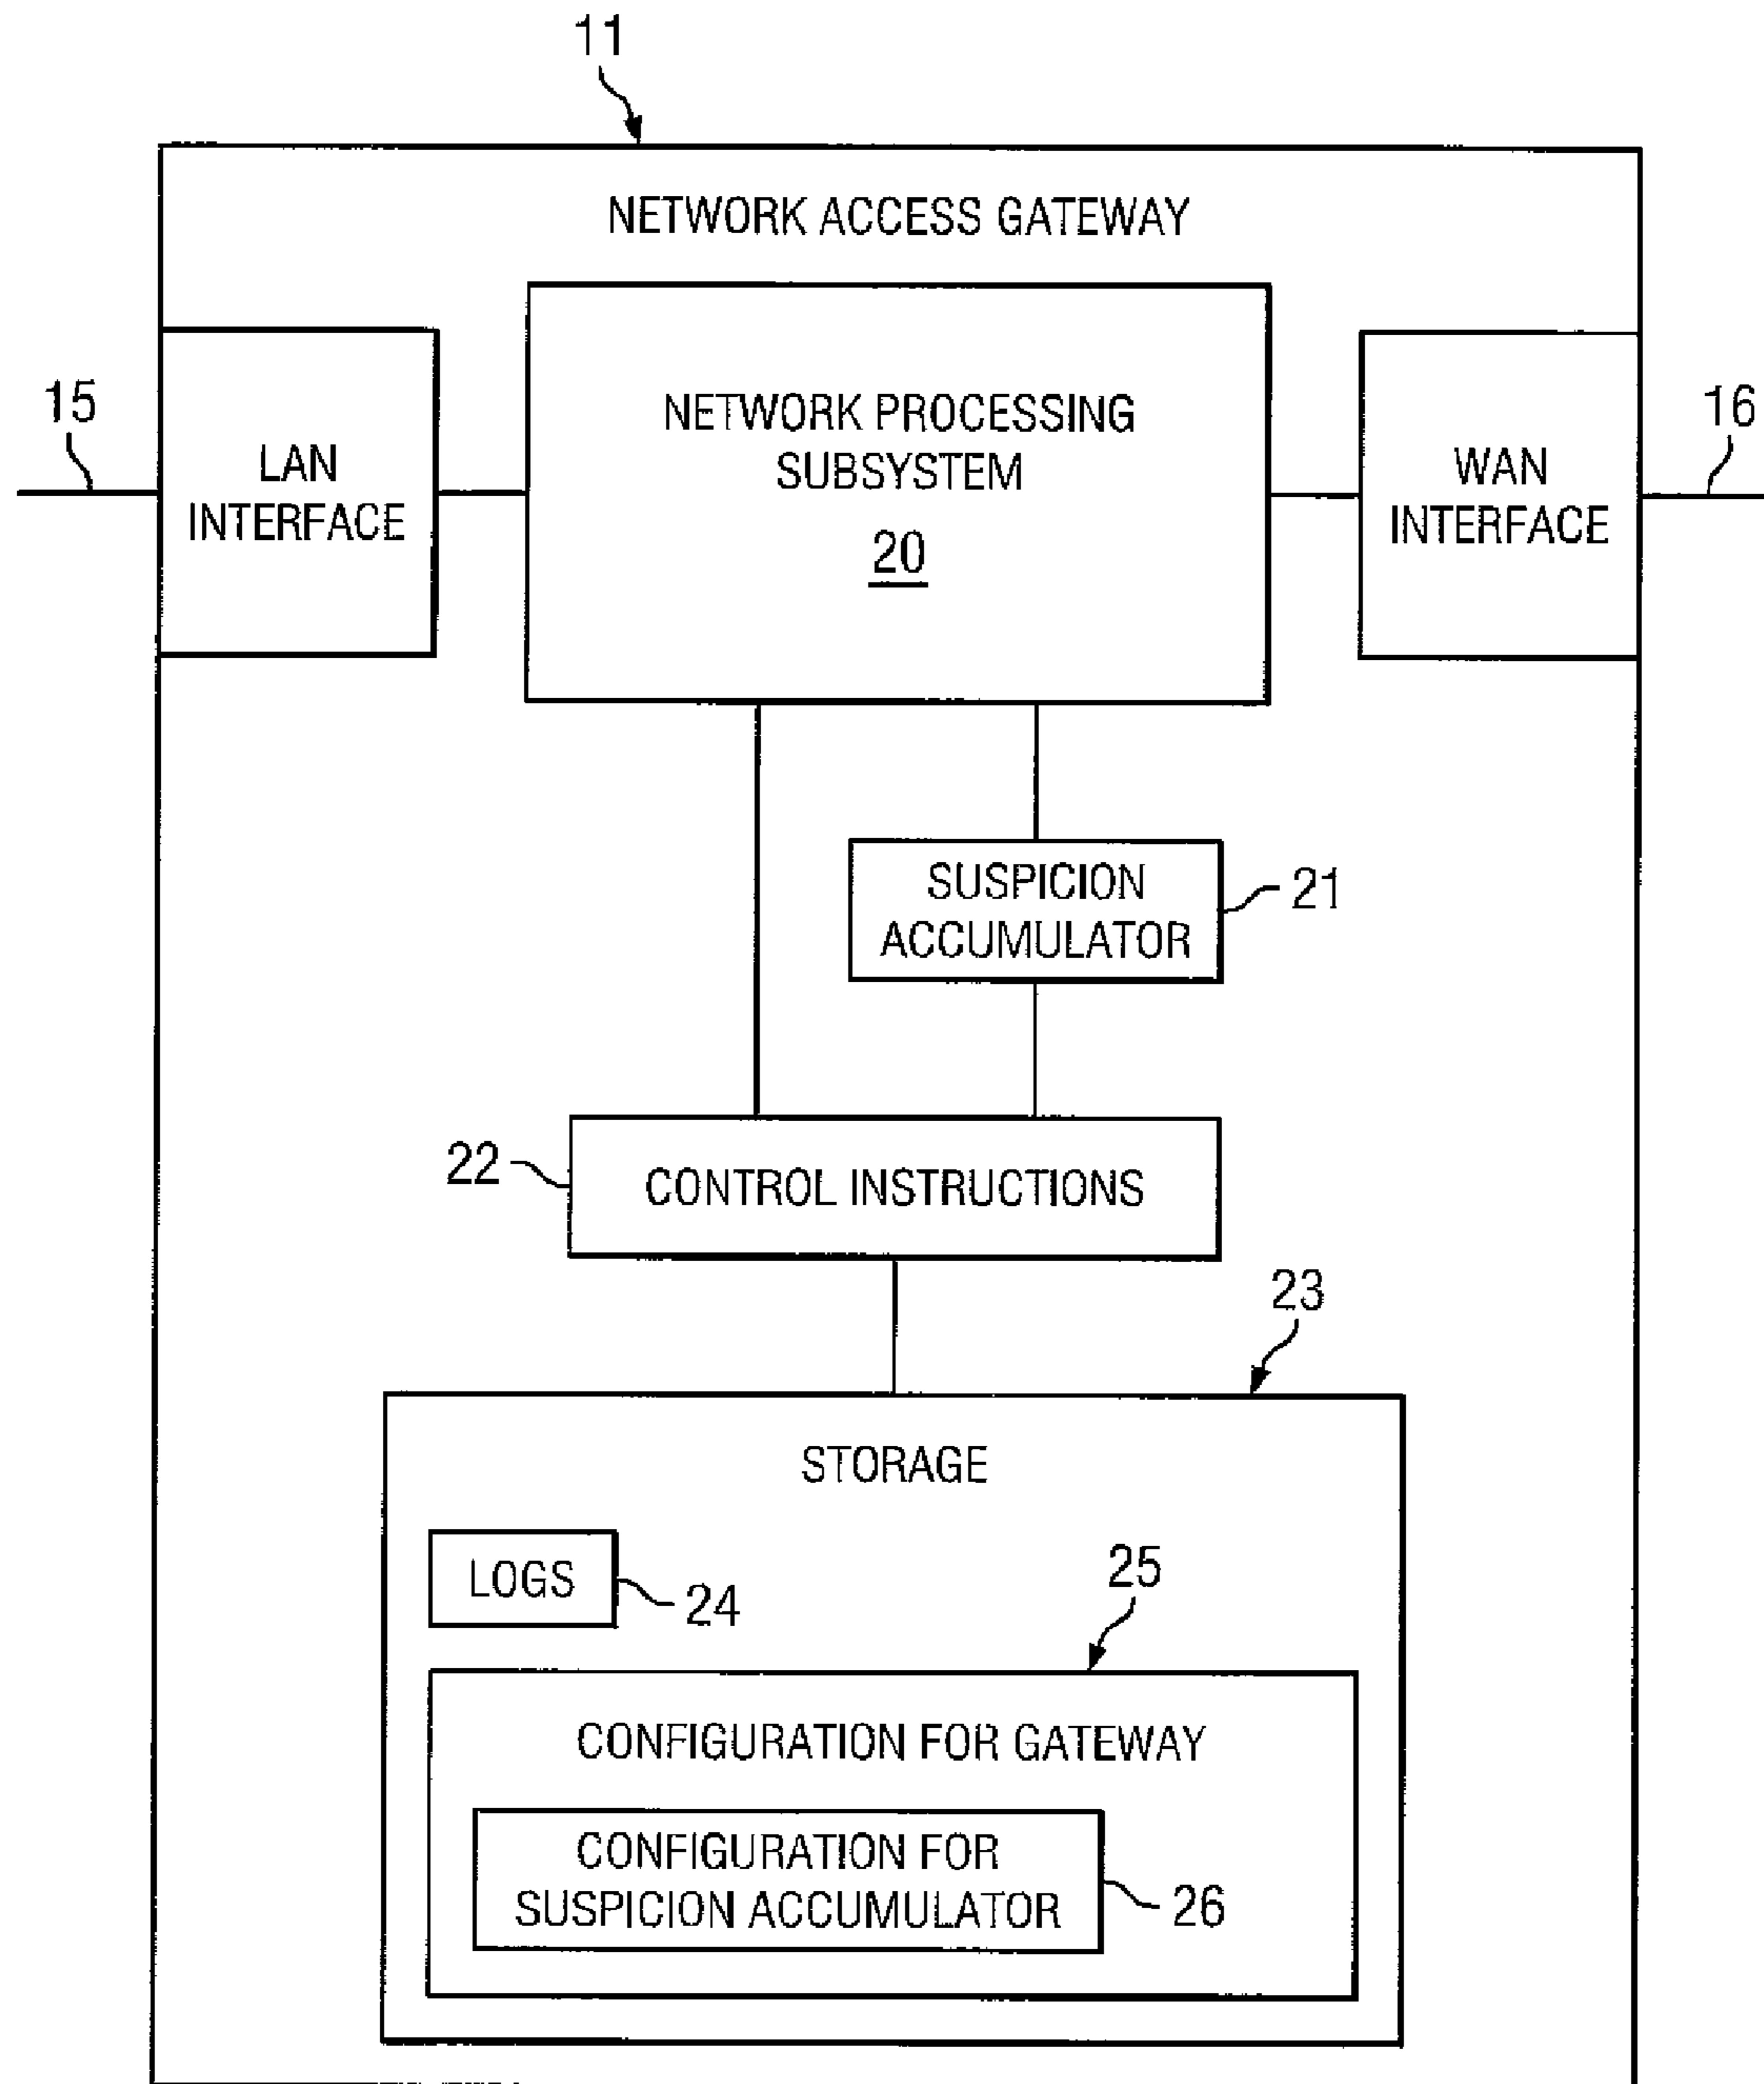 11
NETWORK ACCESS GATEWAY
15
LAN
INTERFACE
NETWORK PROCESSING
SUBSYSTEM
20
WAN
INTERFACE
16
SUSPICION
ACCUMULATOR
21
22
CONTROL INSTRUCTIONS
23
STORAGE
LOGS
24
25
CONFIGURATION FOR GATEWAY
CONFIGURATION FOR
SUSPICION ACCUMULATOR
26